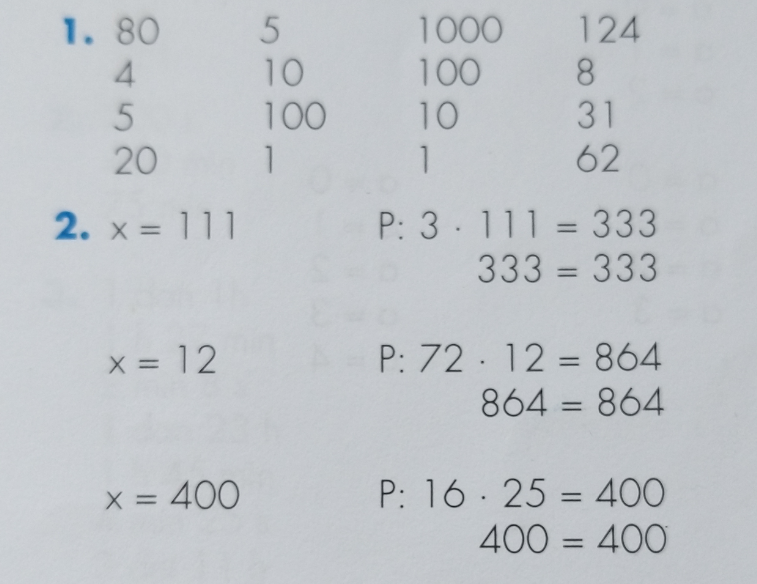 1. 80 5 1000 124
4 10 100 8
5 100 10 31
20 1 1 62
2. x = 111 P: 3 · 111 = 333
333 = 333
x = 12 P: 72 · 12 = 864
864 = 864
x = 400 P: 16 · 25 = 400
400 = 400